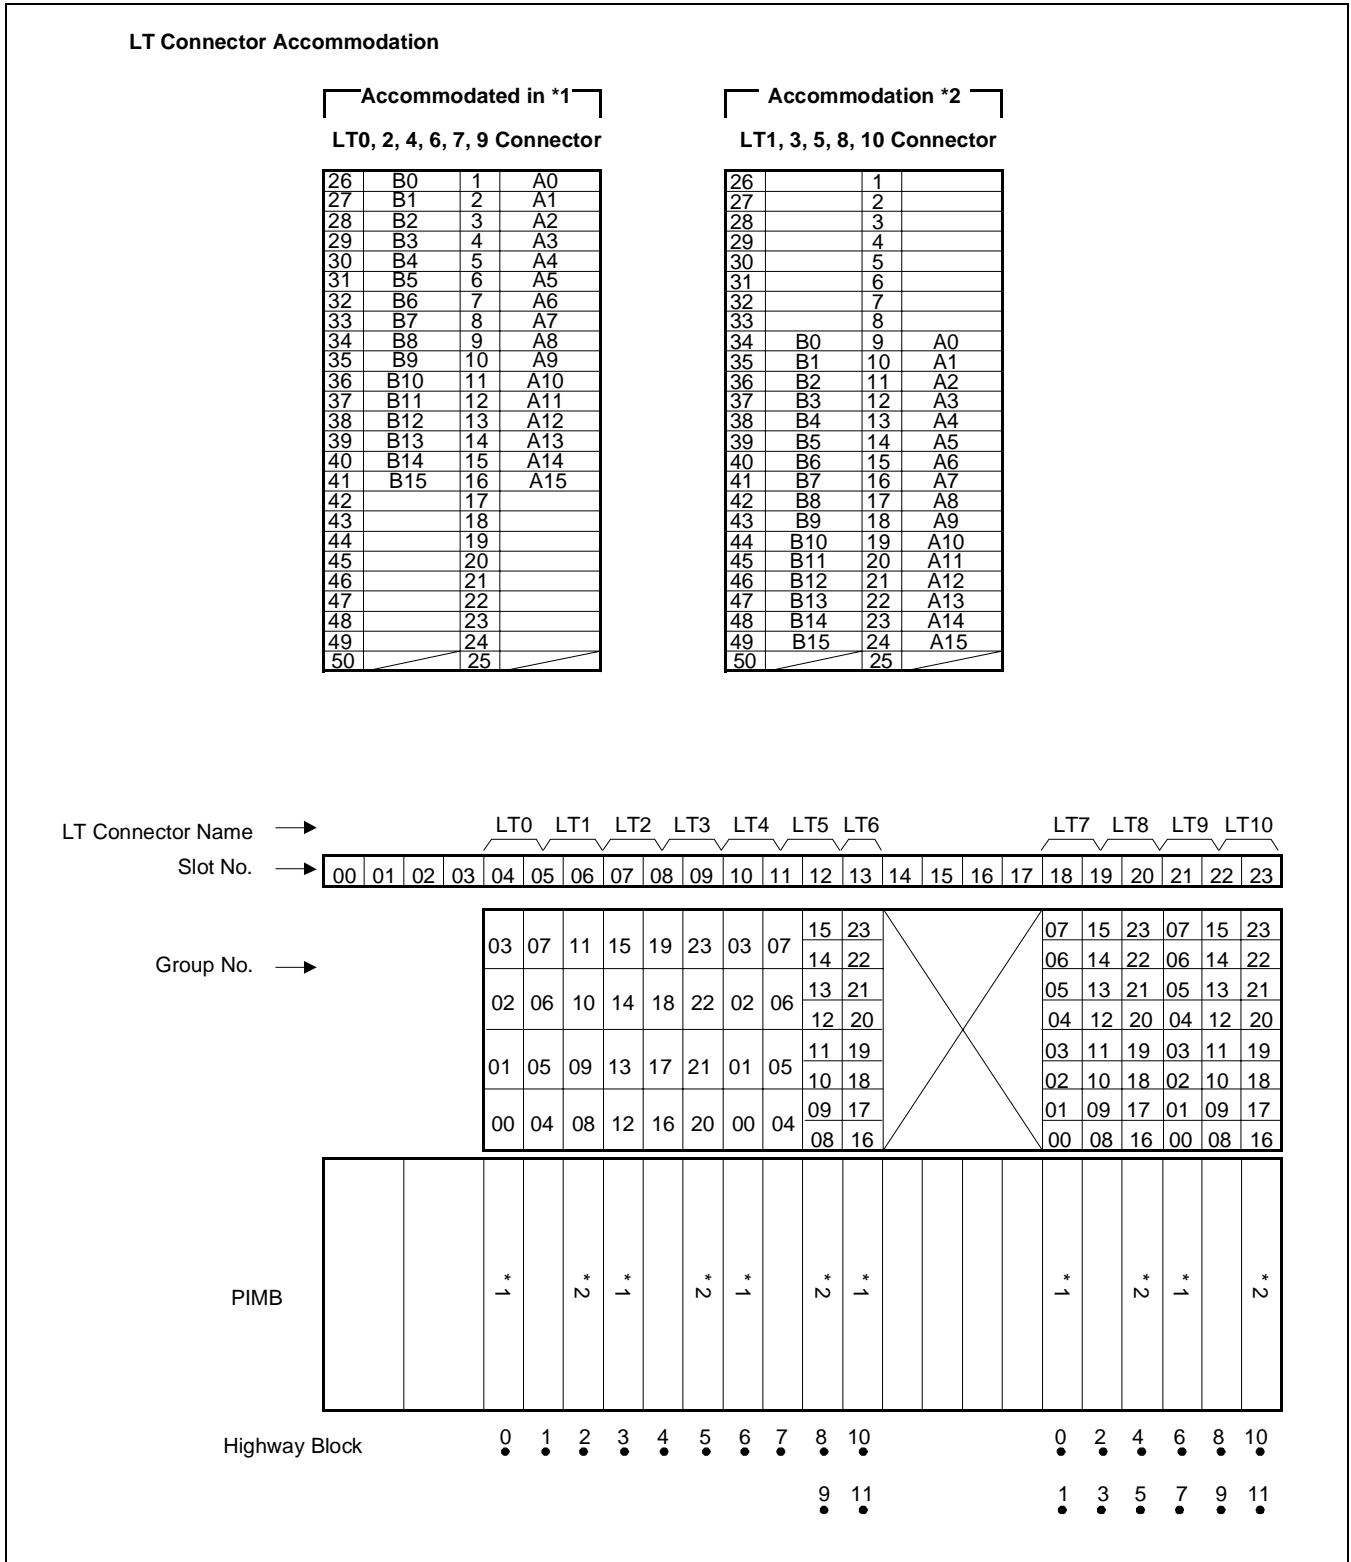 LT Connector Accommodation
Accommodated in *1
LT0, 2, 4, 6, 7, 9 Connector
26 B0 1 A0
27 B1 2 A1
28 B2 3 A2
29 B3 4 A3
30 B4 5 A4
31 B5 6 A5
32 B6 7 A6
33 B7 8 A7
34 B8 9 A8
35 B9 10 A9
36 B10 11 A10
37 B11 12 A11
38 B12 13 A12
39 B13 14 A13
40 B14 15 A14
41 B15 16 A15
42 17
43 18
44 19
45 20
46 21
47 22
48 23
49 24
50 25
Accommodation *2
LT1, 3, 5, 8, 10 Connector
26 1
27 2
28 3
29 4
30 5
31 6
32 7
33 8
34 B0 9 A0
35 B1 10 A1
36 B2 11 A2
37 B3 12 A3
38 B4 13 A4
39 B5 14 A5
40 B6 15 A6
41 B7 16 A7
42 B8 17 A8
43 B9 18 A9
44 B10 19 A10
45 B11 20 A11
46 B12 21 A12
47 B13 22 A13
48 B14 23 A14
49 B15 24 A15
50 25
LT Connector Name LT0 LT1 LT2 LT3 LT4 LT5 LT6 LT7 LT8 LT9 LT10
Slot No. 00 01 02 03 04 05 06 07 08 09 10 11 12 13 14 15 16 17 18 19 20 21 22 23
Group No.
03 07 11 15 19 23 03 07
02 06 10 14 18 22 02 06
01 05 09 13 17 21 01 05
00 04 08 12 16 20 00 04
15 23
14 22
13 21
12 20
11 19
10 18
09 17
08 16
07 15 23 07 15 23
06 14 22 06 14 22
05 13 21 05 13 21
04 12 20 04 12 20
03 11 19 03 11 19
02 10 18 02 10 18
01 09 17 01 09 17
00 08 16 00 08 16
PIMB *1 *2 *1 *2 *1 *2 *1 *1 *2 *1 *2
Highway Block 0 1 2 3 4 5 6 7 8 10 0 2 4 6 8 10
9 11 1 3 5 7 9 11